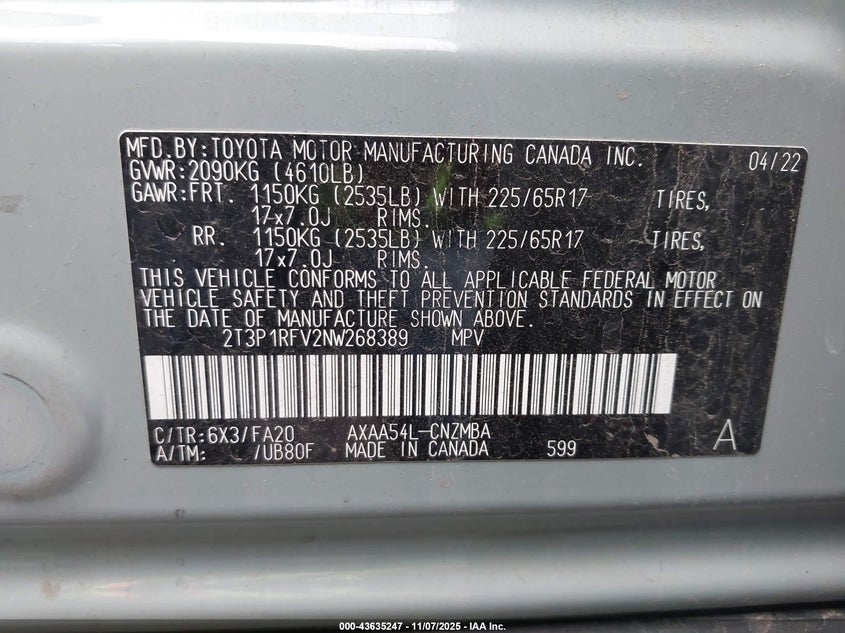 MFD.BY:TOYOTA MOTOR MANUFACTURING CANADA INC. 04/22
GVWR:2090KG (4610LB)
GAWR:FRT. 1150KG (2535LB) WITH 225/65R17 TIRES,
17x7.0J RIMS.
RR. 1150KG (2535LB) WITH 225/65R17 TIRES,
17x7.0J RIMS.
THIS VEHICLE CONFORMS TO ALL APPLICABLE FEDERAL MOTOR
VEHICLE SAFETY AND THEFT PREVENTION STANDARDS IN EFFECT ON
THE DATE OF MANUFACTURE SHOWN ABOVE.
2T3P1RFV2NW268389 MPV
C/TR:6X3/FA20 AXAA54L-CNZMBA A
A/TM: /UB80F MADE IN CANADA 599
000-43635247 - 11/07/2025 - IAA Inc.